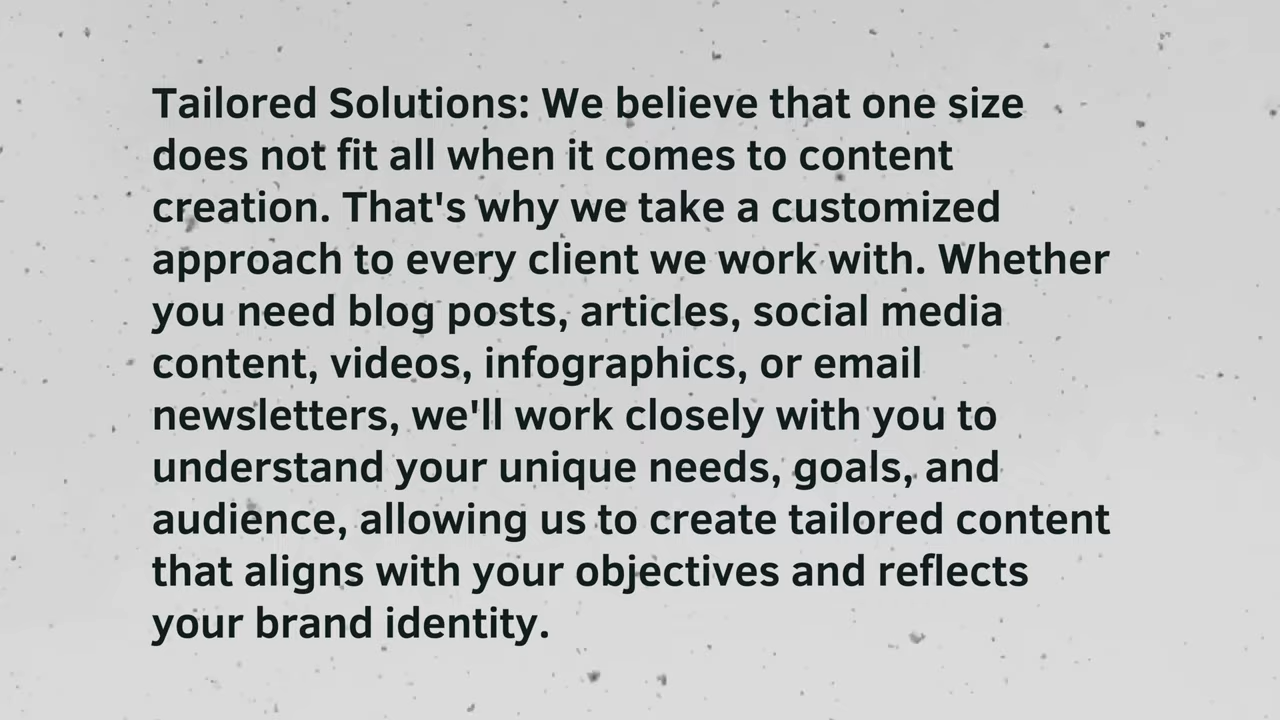 Tailored Solutions: We believe that one size
does not fit all when it comes to content
creation. That's why we take a customized
approach to every client we work with. Whether
you need blog posts, articles, social media
content, videos, infographics, or email
newsletters, we'll work closely with you to
understand your unique needs, goals, and
audience, allowing us to create tailored content
that aligns with your objectives and reflects
your brand identity.